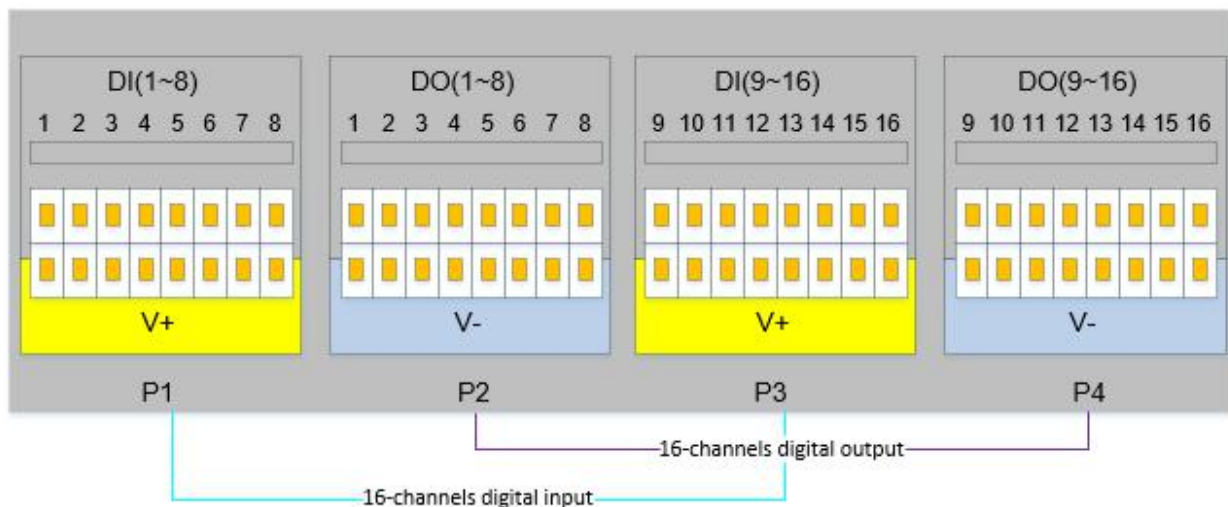 DI(1~8)
1 2 3 4 5 6 7 8
V+
P1
DO(1~8)
1 2 3 4 5 6 7 8
V-
P2
DI(9~16)
9 10 11 12 13 14 15 16
V+
P3
DO(9~16)
9 10 11 12 13 14 15 16
V-
P4
16-channels digital output
16-channels digital input